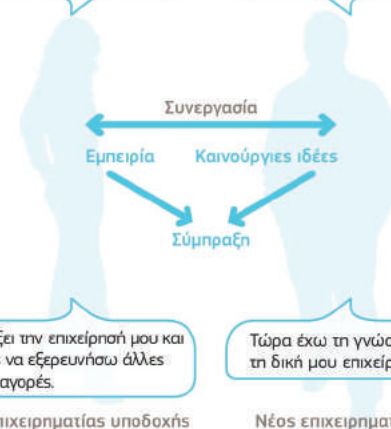 Συνεργασία
Εμπειρία Καινούργιες ιδέες
Σύμπραξη
την επιχείρησή μου και
να εξερευνήσω άλλες
αγορές.
Τώρα έχω τη
τη δική μου
υποδοχής
Νέος